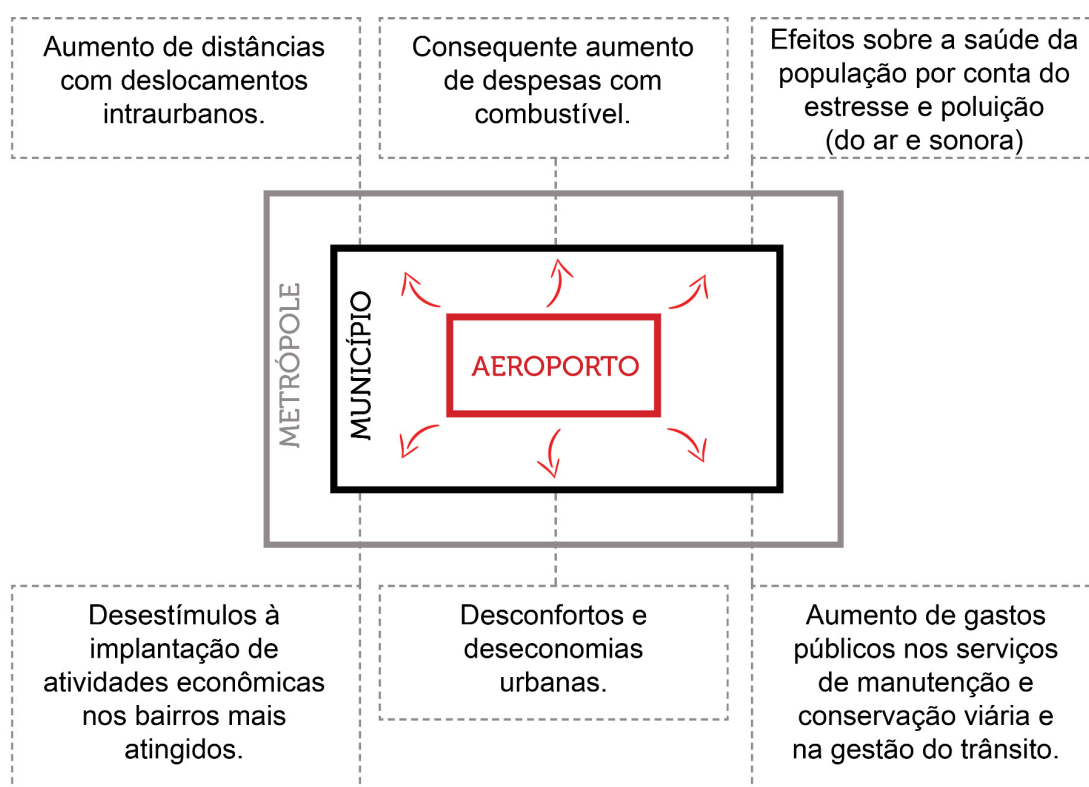 Aumento de distâncias
com deslocamentos
intraurbanos.
Consequente aumento
de despesas com
combustível.
Efeitos sobre a saúde da
população por conta do
estresse e poluição
(do ar e sonora)
METRÓPOLE
MUNICÍPIO
AEROPORTO
Desestímulos à
implantação de
atividades econômicas
nos bairros mais
atingidos.
Desconfortos e
deseconomias
urbanas.
Aumento de gastos
públicos nos serviços
de manutenção e
conservação viária e
na gestão do trânsito.